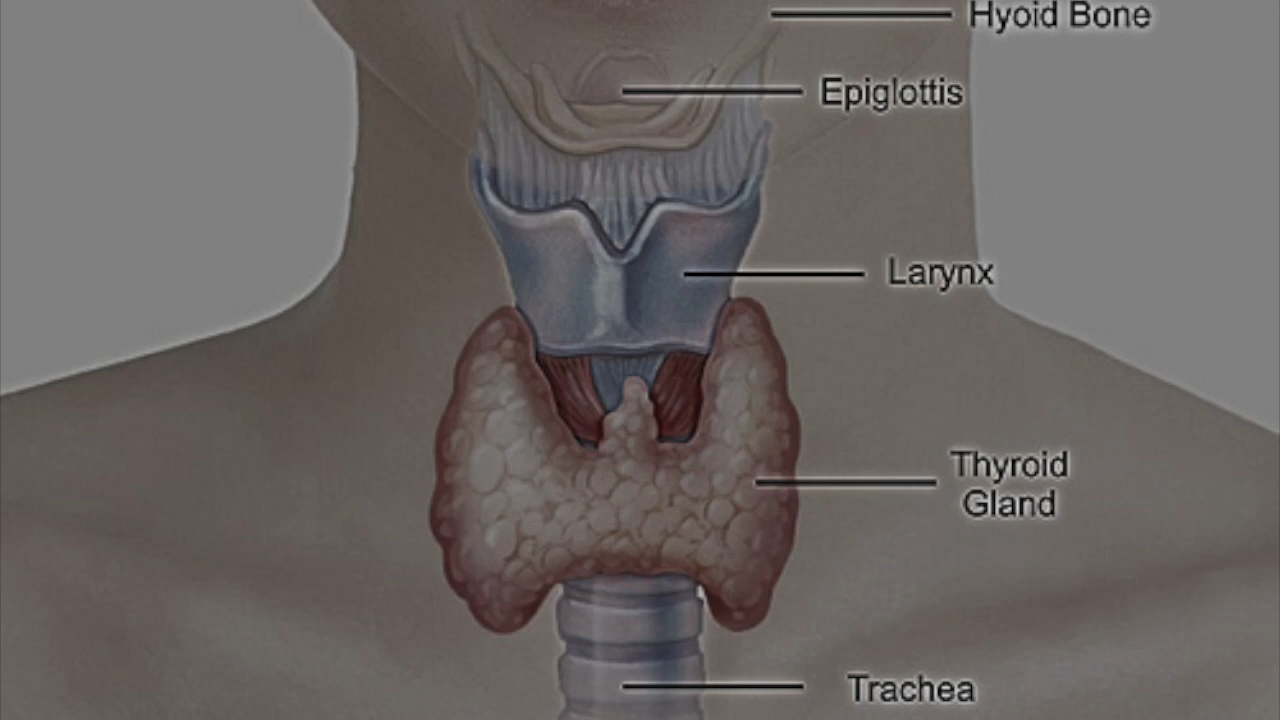 Hyoid Bone
Epiglottis
Larynx
Thyroid
Gland
Trachea